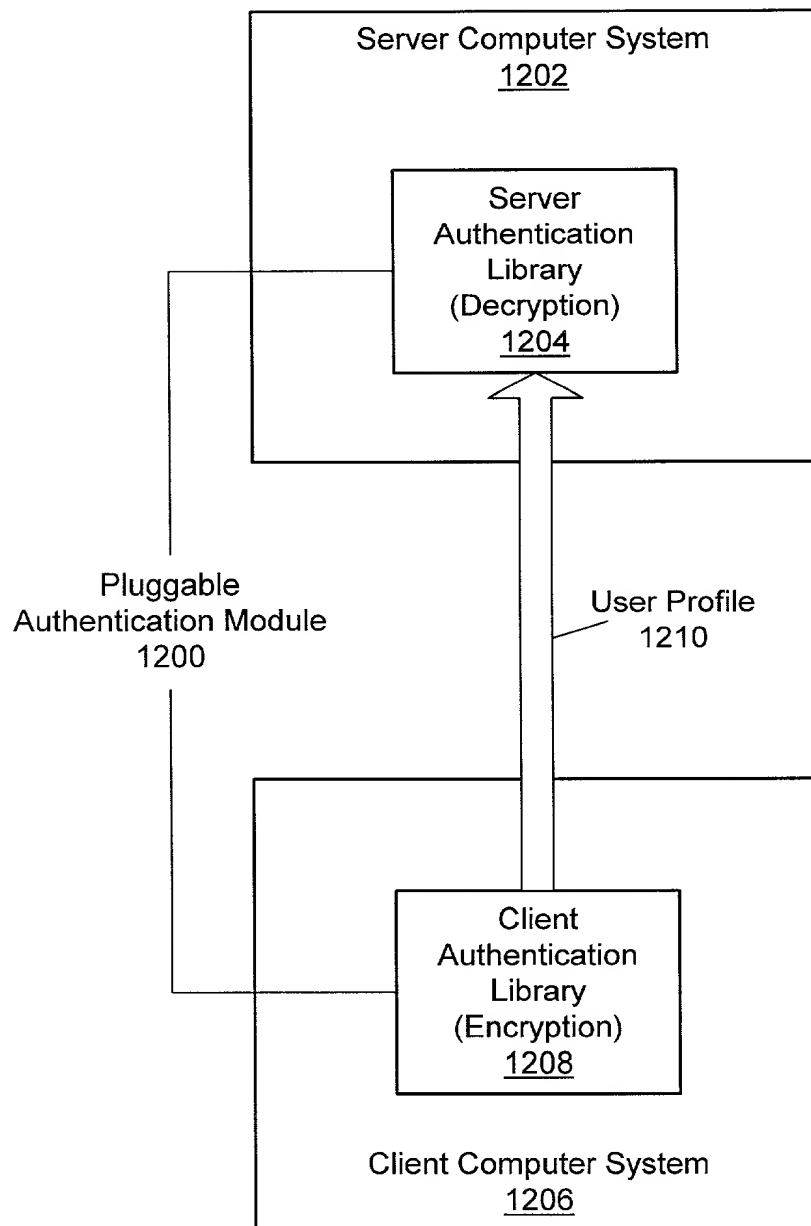 Server Computer System
1202
Server
Authentication
Library
(Decryption)
1204
Pluggable
Authentication Module
1200
User Profile
1210
Client
Authentication
Library
(Encryption)
1208
Client Computer System
1206